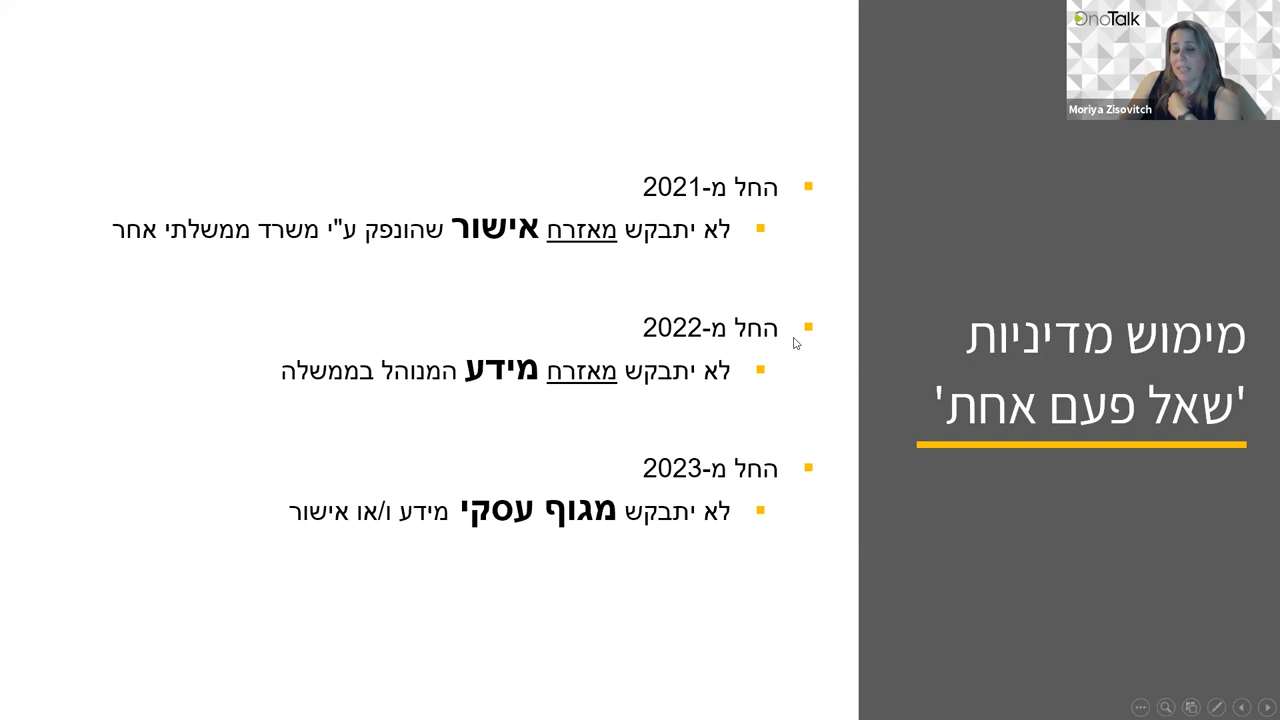 OnoTalk
Moriya Zisovitch
מימוש מדיניות
'שאל פעם אחת'
החל מ-2021
לא יתבקש מאזרח אישור שהונפק ע"י משרד ממשלתי אחר
החל מ-2022
לא יתבקש מאזרח מידע המנוהל בממשלה
החל מ-2023
לא יתבקש מגוף עסקי מידע ו/או אישור